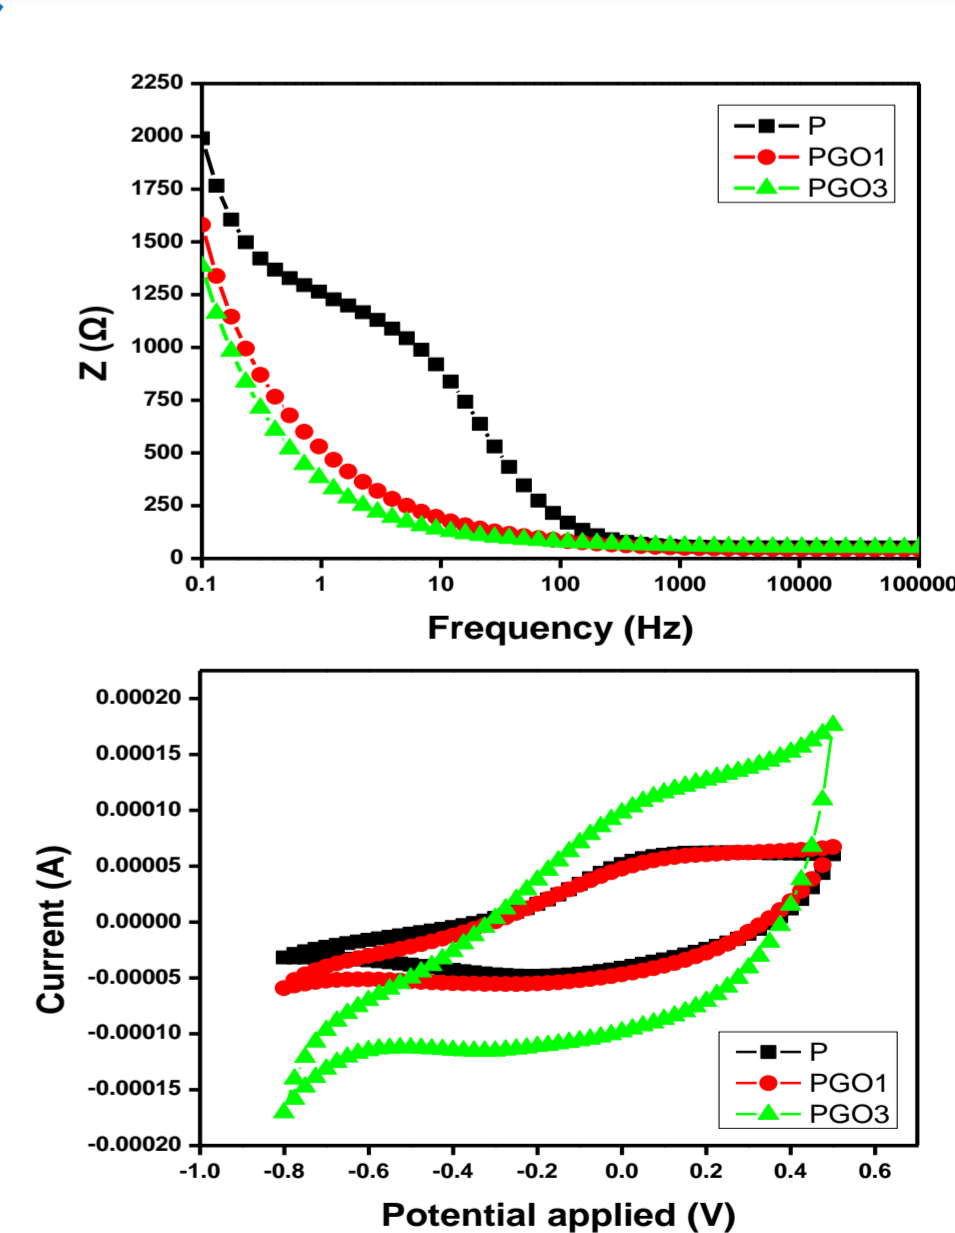 2250
2000
1750
1500
1250
1000
750
500
250
0
Z (Ω)
0.1 1 10 100 1000 10000 100000
Frequency (Hz)
P
PGO1
PGO3
0.00020
0.00015
0.00010
0.00005
0.00000
-0.00005
-0.00010
-0.00015
-0.00020
Current (A)
-1.0 -0.8 -0.6 -0.4 -0.2 0.0 0.2 0.4 0.6
Potential applied (V)
P
PGO1
PGO3